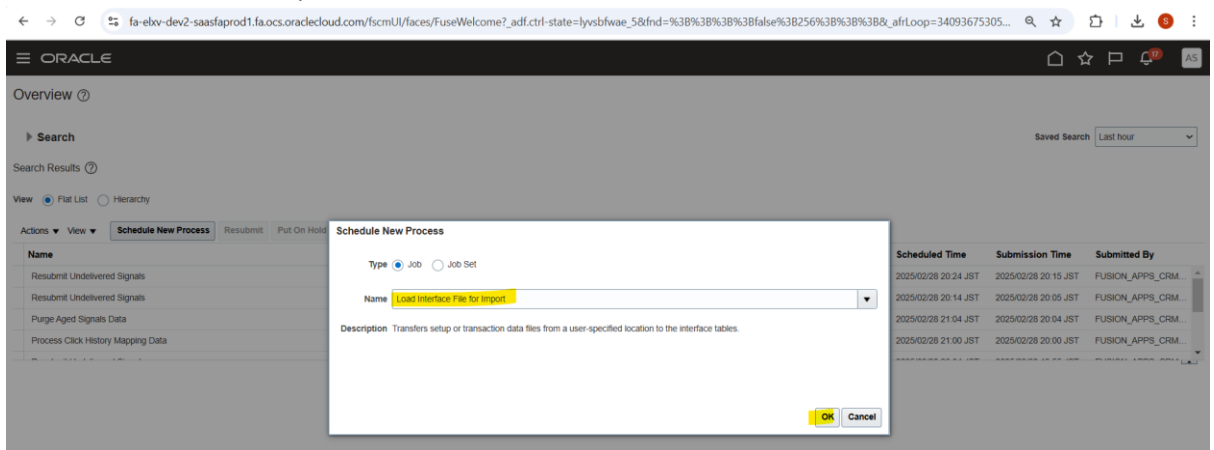 fa-elxv-dev2-saasfaprod1.fa.ocs.oraclecloud.com/fscmUI/faces/FuseWelcome?_adf.ctrl-state=lyvsbfwae_5&fnd=%3B%3B%3B%3Bfalse%3B256%3B%3B%3B&_afrLoop=34093675305... S
ORACLE 17 AS
Overview
Search Saved Search Last hour
Search Results
View Flat List Hierarchy
Actions View Schedule New Process Resubmit Put On Hold
Schedule New Process
Type Job Job Set
Name Load Interface File for Import
Description Transfers setup or transaction data files from a user-specified location to the interface tables.
OK Cancel
Name Scheduled Time Submission Time Submitted By
Resubmit Undelivered Signals 2025/02/28 20:24 JST 2025/02/28 20:15 JST FUSION_APPS_CRM...
Resubmit Undelivered Signals 2025/02/28 20:14 JST 2025/02/28 20:05 JST FUSION_APPS_CRM...
Purge Aged Signals Data 2025/02/28 21:04 JST 2025/02/28 20:04 JST FUSION_APPS_CRM...
Process Click History Mapping Data 2025/02/28 21:00 JST 2025/02/28 20:00 JST FUSION_APPS_CRM...